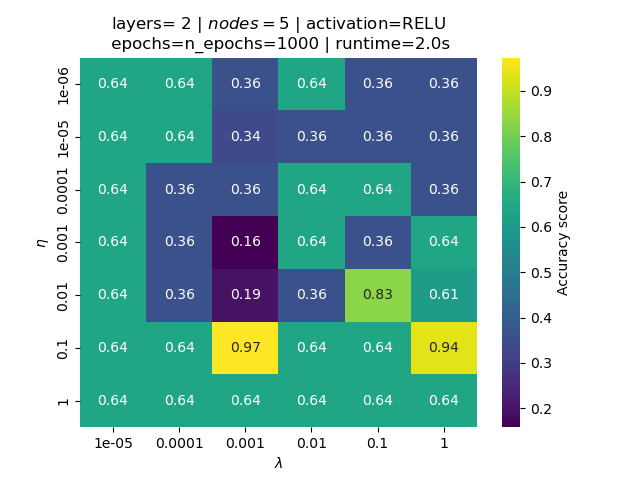 layers= 2 | nodes = 5 | activation=RELU
epochs=n_epochs=1000 | runtime=2.0s
1e-06 0.64 0.64 0.36 0.64 0.36 0.36
1e-05 0.64 0.64 0.34 0.36 0.36 0.36
0.0001 0.64 0.36 0.36 0.64 0.64 0.36
0.001 0.64 0.36 0.16 0.64 0.36 0.64
0.01 0.64 0.36 0.19 0.36 0.83 0.61
0.1 0.64 0.64 0.97 0.64 0.64 0.94
1 0.64 0.64 0.64 0.64 0.64 0.64
η
1e-05 0.0001 0.001 0.01 0.1 1
λ
0.9
0.8
0.7
0.6
0.5
0.4
0.3
0.2
Accuracy score